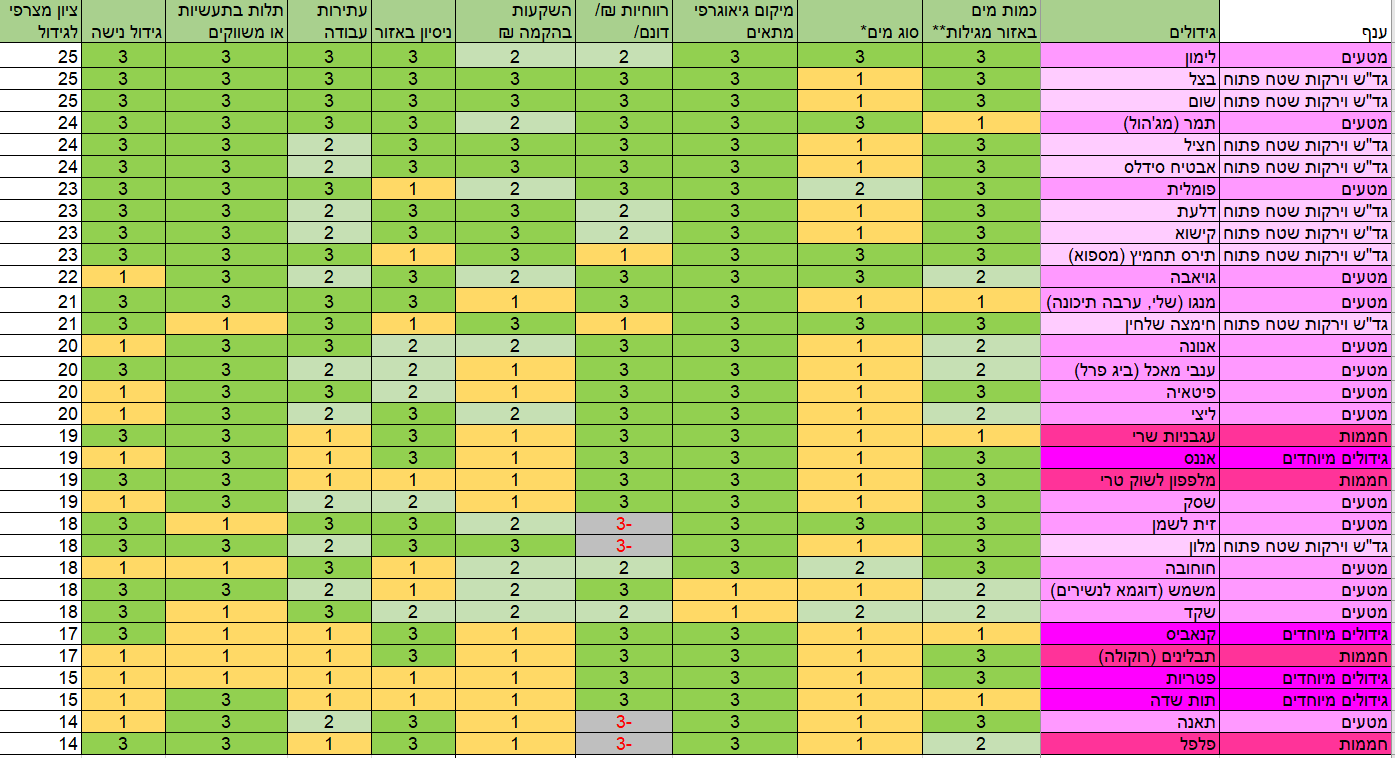 ענף גידולים כמות מים באזור מגילות** סוג מים* מיקום גיאוגרפי מתאים רווחיות ₪/ דונם/ השקעות בהקמה ₪ ניסיון באזור עתירות עבודה תלות בתעשיות או משווקים גידול נישה ציון מצרפי לגידול
מטעים לימון 3 3 3 2 2 3 3 3 3 25
גד"ש וירקות שטח פתוח בצל 3 1 3 3 3 3 3 3 3 25
גד"ש וירקות שטח פתוח שום 3 1 3 3 3 3 3 3 3 25
מטעים תמר (מג'הול) 1 3 3 3 2 3 3 3 3 24
גד"ש וירקות שטח פתוח חציל 3 1 3 3 3 3 2 3 3 24
גד"ש וירקות שטח פתוח אבטיח סידלס 3 1 3 3 3 3 2 3 3 24
מטעים פומלית 3 2 3 3 2 1 3 3 3 23
גד"ש וירקות שטח פתוח דלעת 3 1 3 2 3 3 2 3 3 23
גד"ש וירקות שטח פתוח קישוא 3 1 3 2 3 3 2 3 3 23
גד"ש וירקות שטח פתוח תירס תחמיץ (מספוא) 3 3 3 1 3 1 3 3 3 23
מטעים גויאבה 2 3 3 3 2 3 2 3 1 22
מטעים מנגו (שלי, ערבה תיכונה) 1 1 3 3 1 3 3 3 3 21
גד"ש וירקות שטח פתוח חימצה שלחין 3 3 3 1 3 1 3 1 3 21
מטעים אנונה 2 1 3 3 2 2 3 3 1 20
מטעים ענבי מאכל (ביג פרל) 2 1 3 3 1 2 2 3 3 20
מטעים פיטאיה 3 1 3 3 1 2 3 3 1 20
מטעים ליצי 2 1 3 3 2 3 2 3 1 20
חממות עגבניות שרי 1 1 3 3 1 3 1 3 3 19
גידולים מיוחדים אננס 3 1 3 3 1 3 1 3 1 19
חממות מלפפון לשוק טרי 3 1 3 3 1 1 1 3 3 19
מטעים שסק 3 1 3 3 1 2 2 3 1 19
מטעים זית לשמן 3 3 3 -3 2 3 3 1 3 18
גד"ש וירקות שטח פתוח מלון 3 1 3 -3 3 3 2 3 3 18
מטעים חוחובה 3 2 3 2 2 1 3 1 1 18
מטעים משמש (דוגמא לנשירים) 2 1 1 3 2 1 2 3 3 18
מטעים שקד 2 2 1 2 2 2 3 1 3 18
גידולים מיוחדים קנאביס 1 1 3 3 1 3 1 1 3 17
חממות תבלינים (רוקולה) 3 1 3 3 1 3 1 1 1 17
גידולים מיוחדים פטריות 3 1 3 3 1 1 1 1 1 15
גידולים מיוחדים תות שדה 1 1 3 3 1 1 1 3 1 15
מטעים תאנה 3 1 3 -3 1 3 2 3 1 14
חממות פלפל 2 1 3 -3 1 3 1 3 3 14